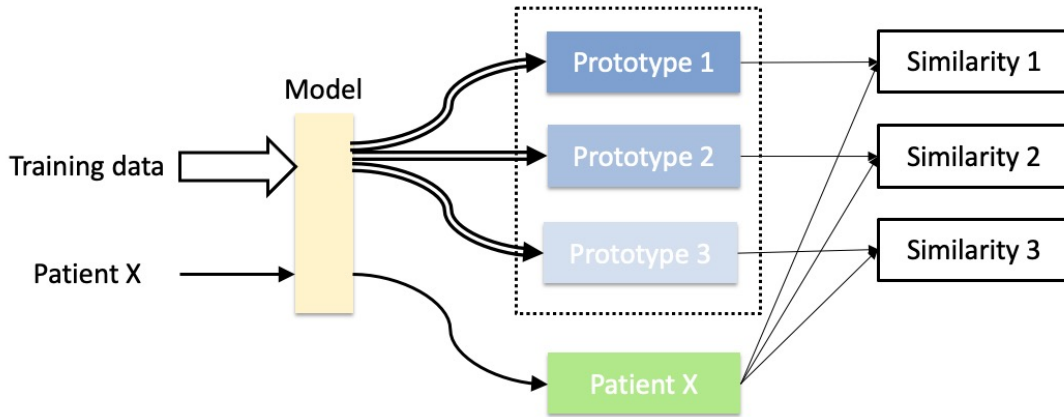 Model
Training data
Patient X
Prototype 1
Prototype 2
Prototype 3
Patient X
Similarity 1
Similarity 2
Similarity 3